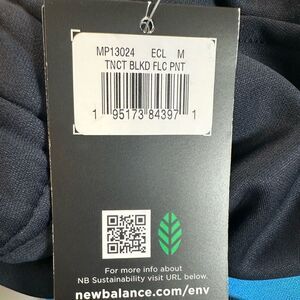 MP13024 ECL M
TNCT BLKD FLC PNT
1 95173 84397 1
For more info about
NB Sustainability visit URL below
newbalance.com/env